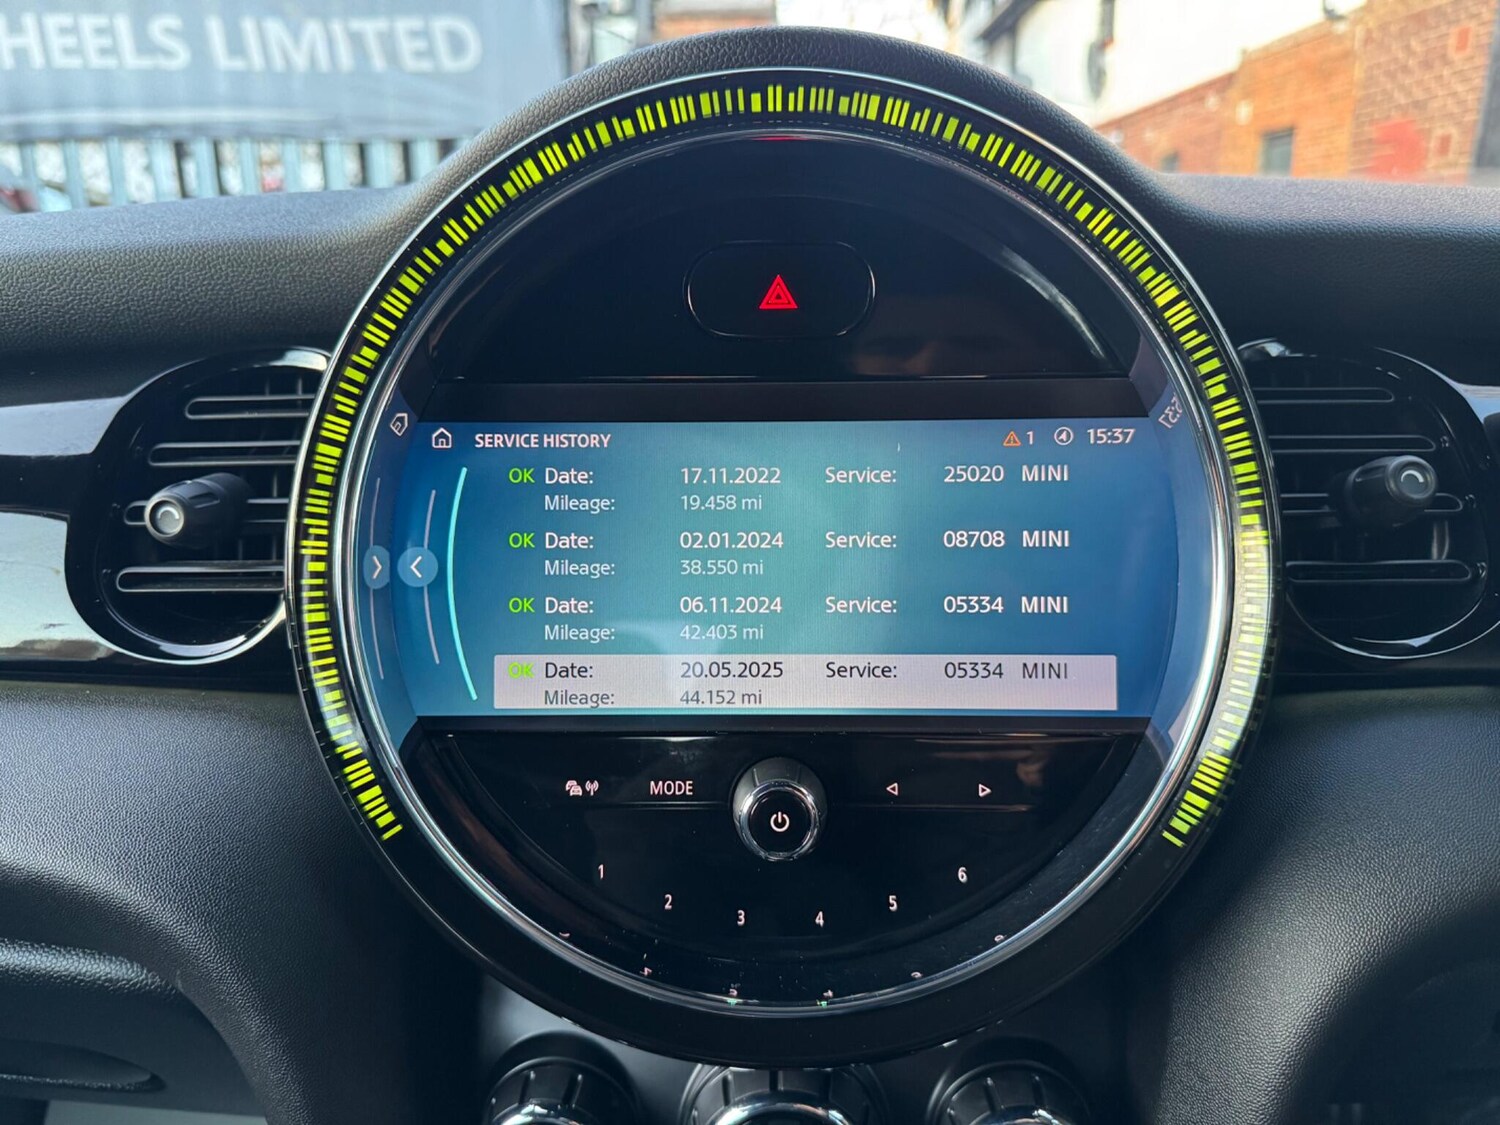 HEELS LIMITED
SERVICE HISTORY 1 15:37
OK Date: 17.11.2022 Service: 25020 MINI
Mileage: 19.458 mi
OK Date: 02.01.2024 Service: 08708 MINI
Mileage: 38.550 mi
OK Date: 06.11.2024 Service: 05334 MINI
Mileage: 42.403 mi
OK Date: 20.05.2025 Service: 05334 MINI
Mileage: 44.152 mi
MODE
1 2 3 4 5 6